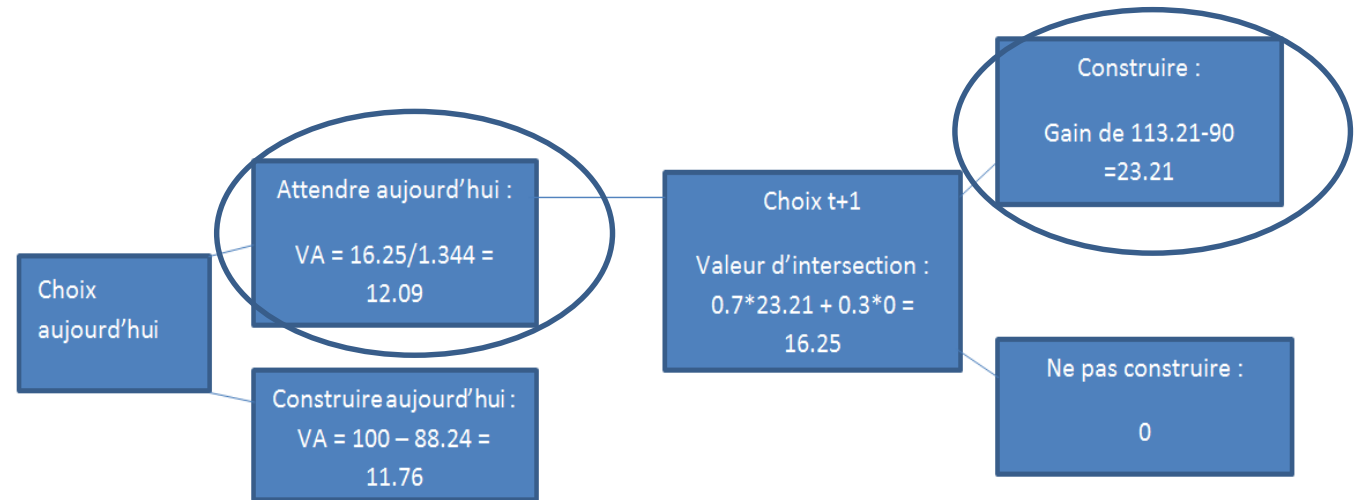 Choix
aujourd’hui
Attendre aujourd’hui :
VA = 16.25/1.344 =
12.09
Construire aujourd’hui :
VA = 100 – 88.24 =
11.76
Choix t+1
Valeur d’intersection :
0.7*23.21 + 0.3*0 =
16.25
Construire :
Gain de 113.21-90
=23.21
Ne pas construire :
0